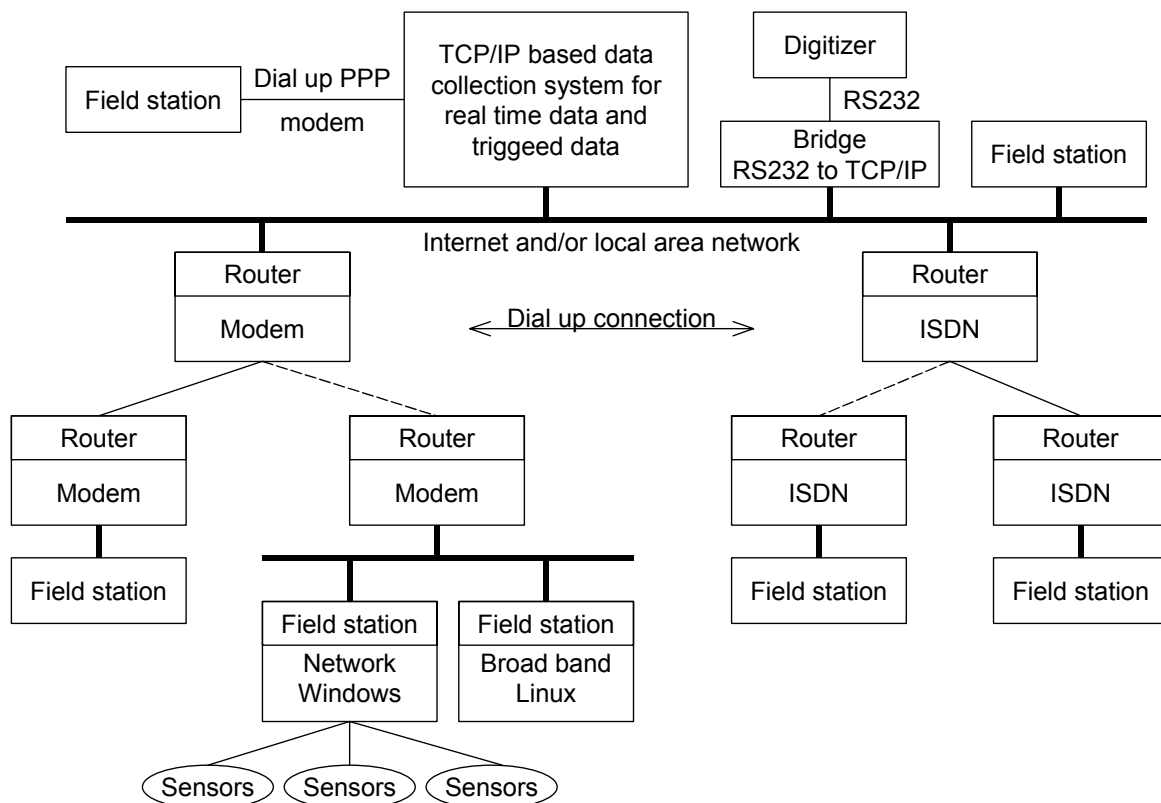 TCP/IP based data
collection system for
real time data and
triggeed data
Digitizer
Dial up PPP
modem
Field station
RS232
Bridge
RS232 to TCP/IP
Field station
Internet and/or local area network
Router
Modem
Dial up connection
Router
ISDN
Router
Modem
Router
Modem
Router
ISDN
Router
ISDN
Field station
Field station
Field station
Field station
Network
Windows
Field station
Broad band
Linux
Sensors
Sensors
Sensors